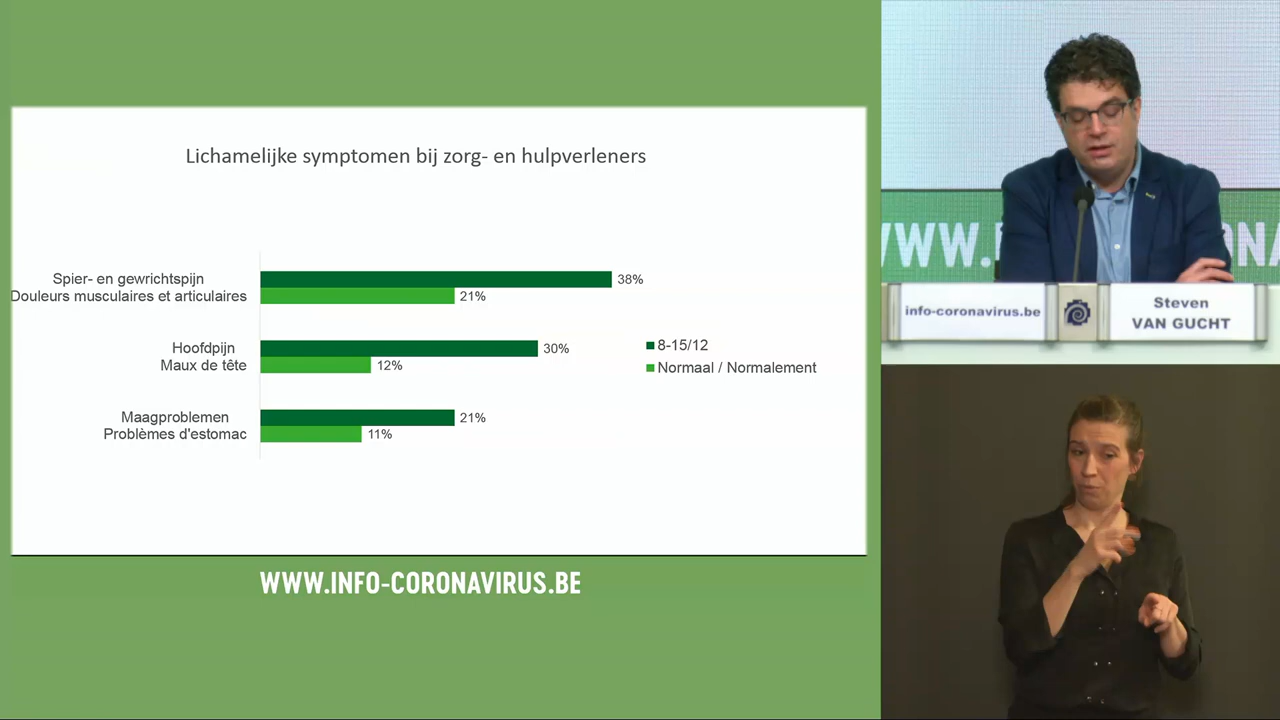 Lichamelijke symptomen bij zorg- en hulpverleners
Spier- en gewrichtspijn
Douleurs musculaires et articulaires
38%
21%
Hoofdpijn
Maux de tête
30%
12%
Maagproblemen
Problèmes d'estomac
21%
11%
8-15/12
Normaal / Normalement
WWW.INFO-CORONAVIRUS.BE
info-coronavirus.be
Steven
VAN GUCHT